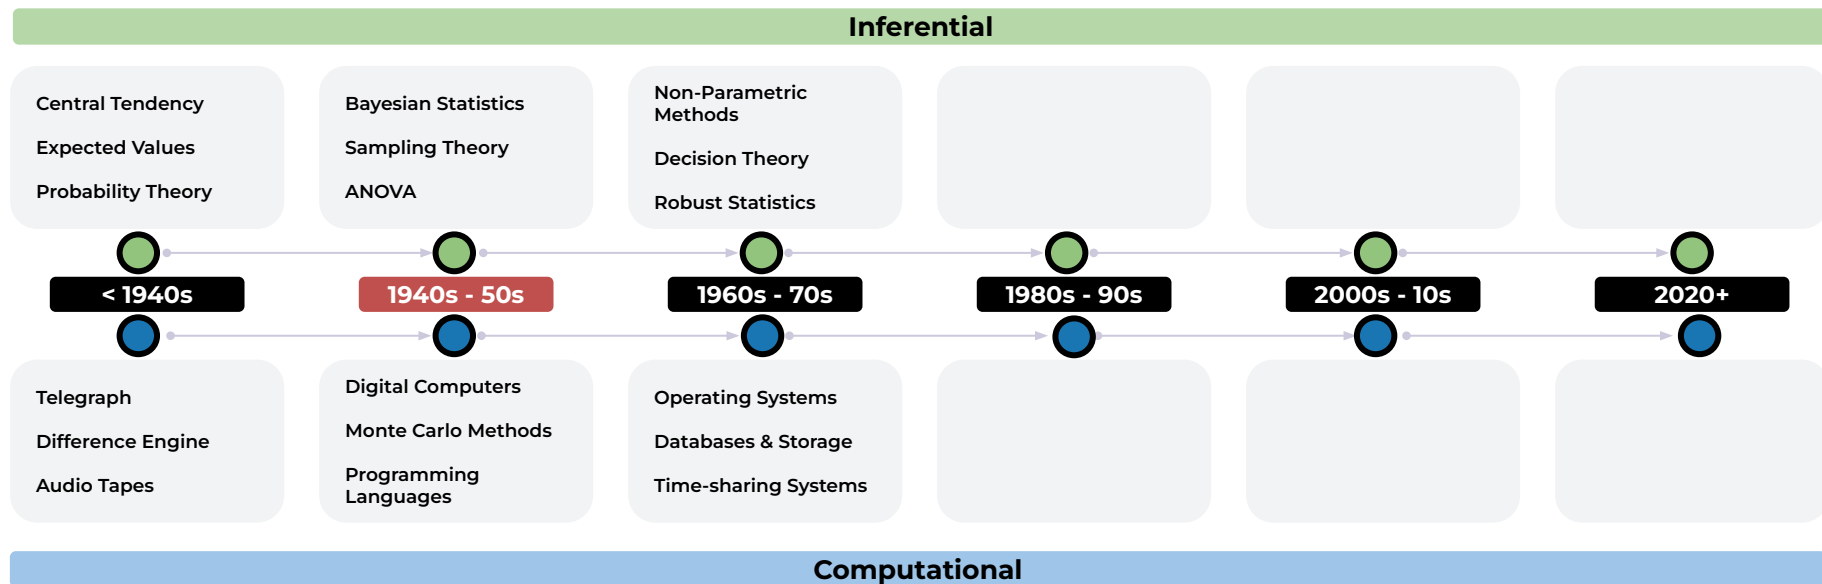 Inferential
Central Tendency
Expected Values
Probability Theory
Bayesian Statistics
Sampling Theory
ANOVA
Non-Parametric
Methods
Decision Theory
Robust Statistics
< 1940s
1940s - 50s
1960s - 70s
1980s - 90s
2000s - 10s
2020+
Telegraph
Difference Engine
Audio Tapes
Digital Computers
Monte Carlo Methods
Programming
Languages
Operating Systems
Databases & Storage
Time-sharing Systems
Computational